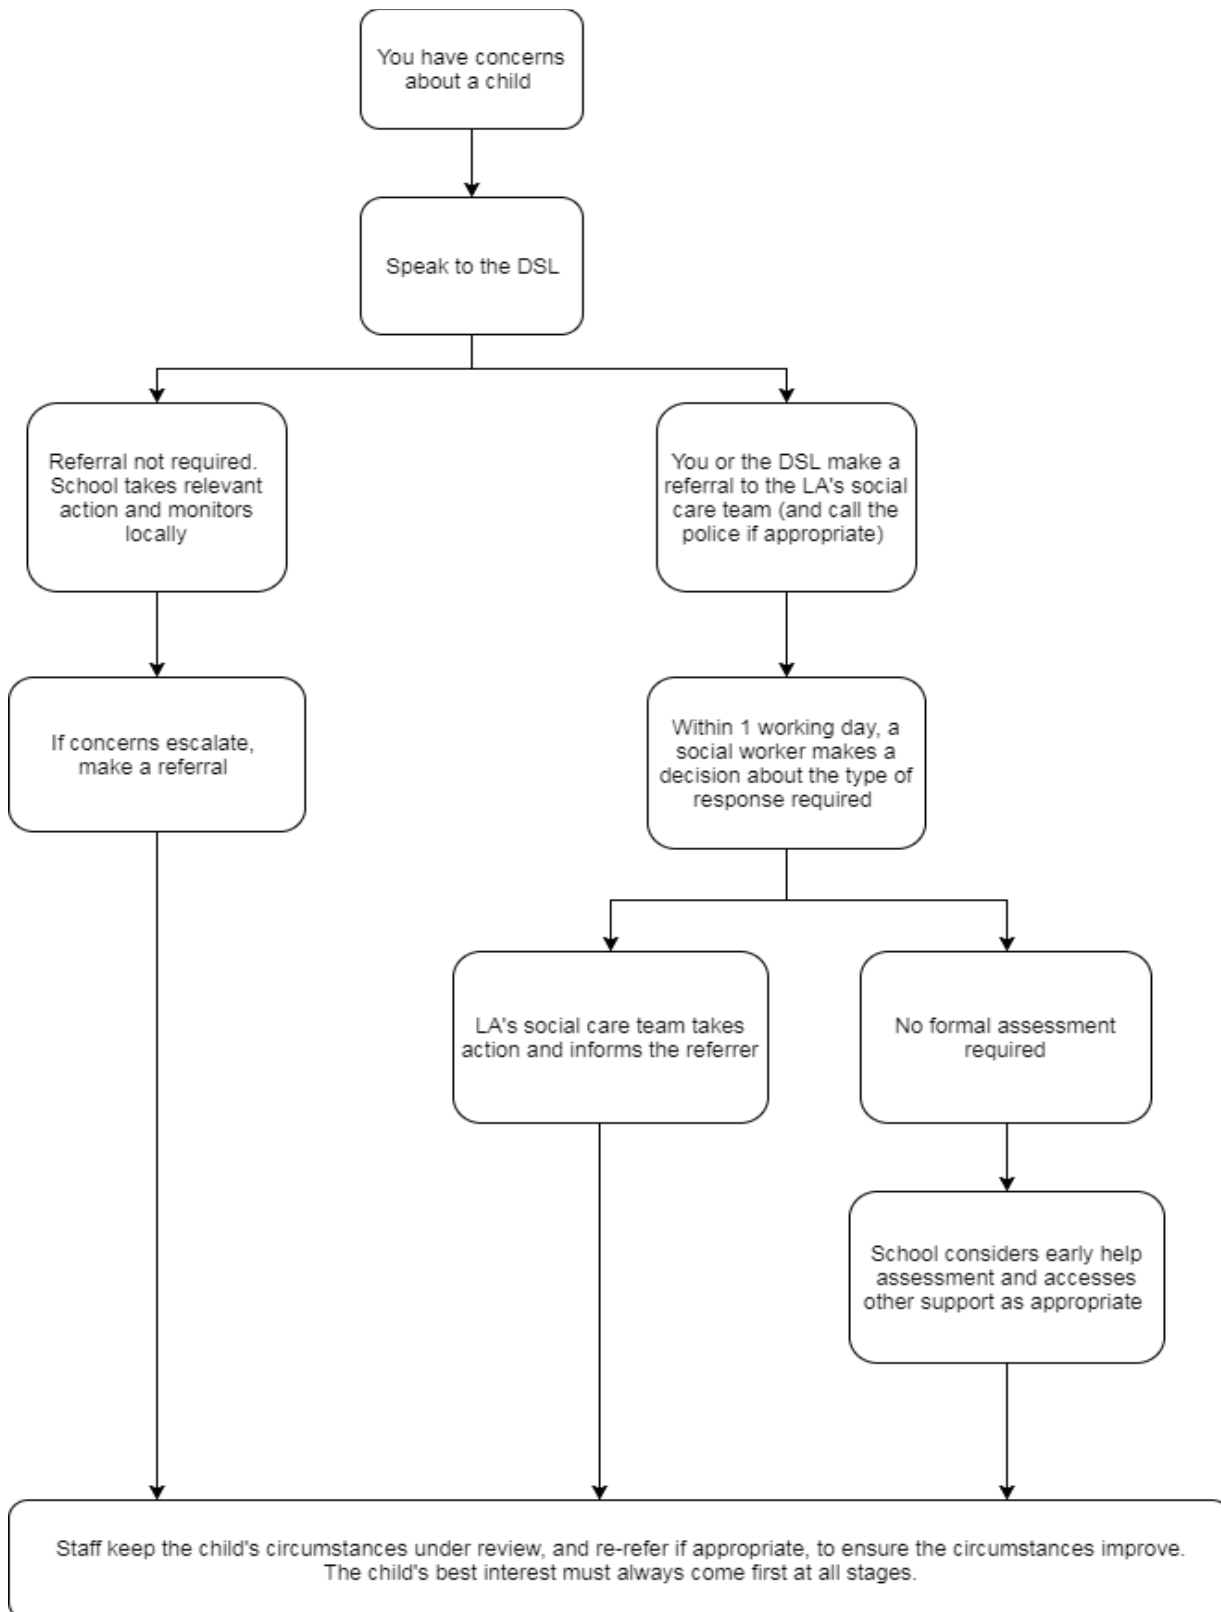 You have concerns
about a child
Speak to the DSL
Referral not required.
School takes relevant
action and monitors
locally
You or the DSL make a
referral to the LA's social
care team (and call the
police if appropriate)
If concerns escalate,
make a referral
Within 1 working day, a
social worker makes a
decision about the type of
response required
LA's social care team takes
action and informs the referrer
No formal assessment
required
School considers early help
assessment and accesses
other support as appropriate
Staff keep the child's circumstances under review, and re-refer if appropriate, to ensure the circumstances improve.
The child's best interest must always come first at all stages.